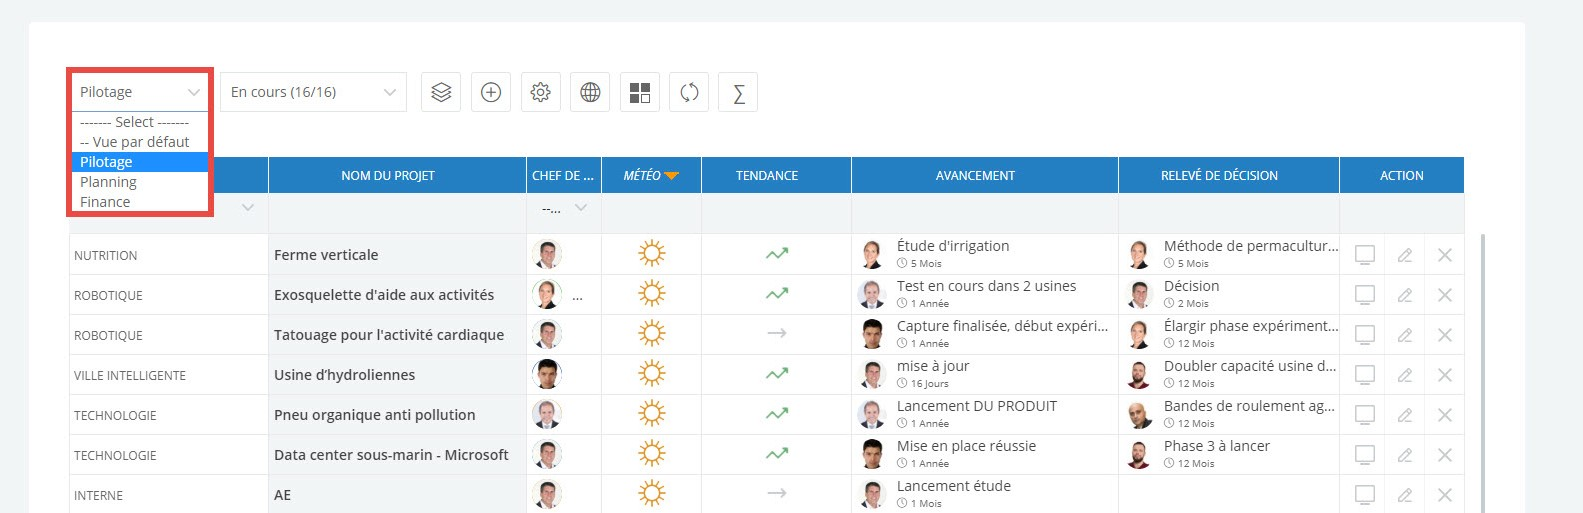 Pilotage
En cours (16/16)
∑
------- Select -------
-- Vue par défaut
Pilotage
Planning
Finance
NOM DU PROJET
CHEF DE ...
MÉTÉO
TENDANCE
AVANCEMENT
RELEVÉ DE DÉCISION
ACTION
--...
NUTRITION
Ferme verticale
Étude d'irrigation
5 Mois
Méthode de permacultur...
5 Mois
ROBOTIQUE
Exosquelette d'aide aux activités
...
Test en cours dans 2 usines
1 Année
Décision
2 Mois
ROBOTIQUE
Tatouage pour l'activité cardiaque
Capture finalisée, début expéri...
1 Année
Élargir phase expériment...
12 Mois
VILLE INTELLIGENTE
Usine d’hydroliennes
mise à jour
16 Jours
Doubler capacité usine d...
12 Mois
TECHNOLOGIE
Pneu organique anti pollution
Lancement DU PRODUIT
1 Année
Bandes de roulement ag...
12 Mois
TECHNOLOGIE
Data center sous-marin - Microsoft
Mise en place réussie
1 Année
Phase 3 à lancer
12 Mois
INTERNE
AE
Lancement étude
1 Mois